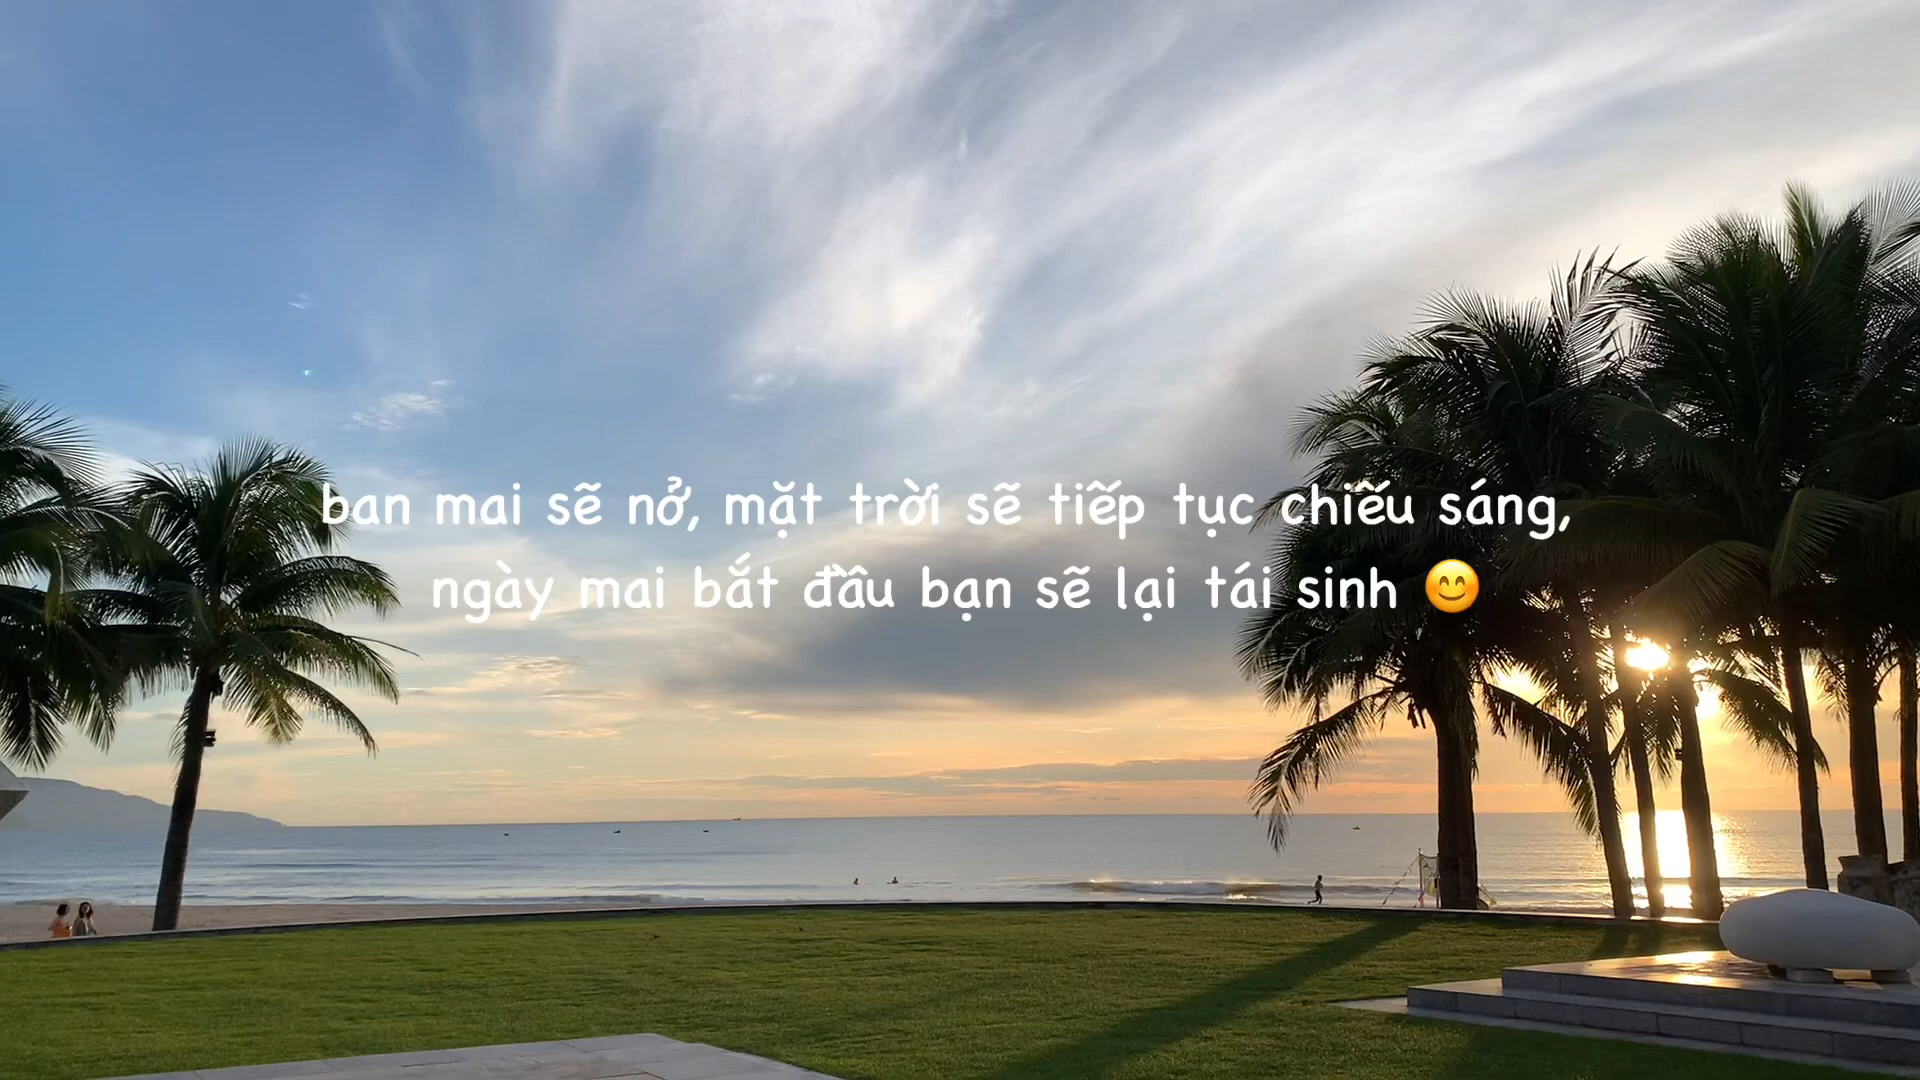 ban mai sẽ nở, mặt trời sẽ tiếp tục chiếu sáng,
ngày mai bắt đầu bạn sẽ lại tái sinh 😊